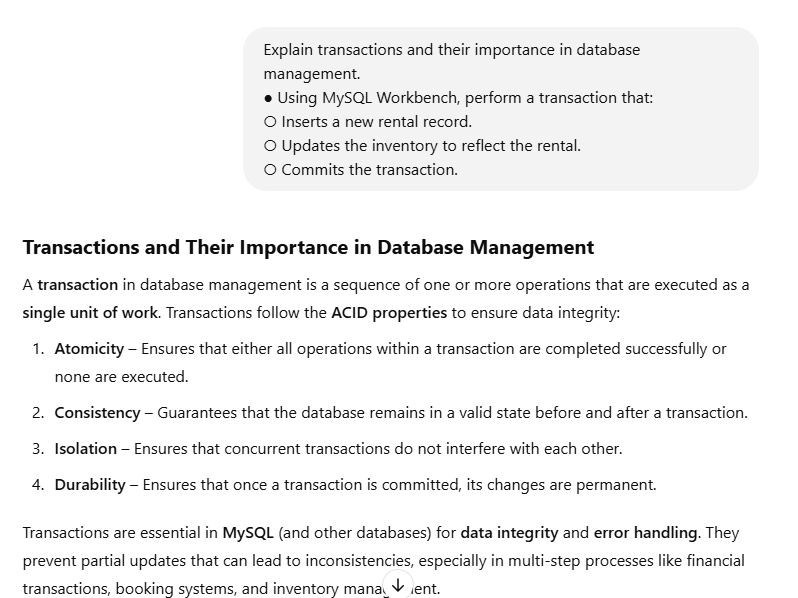 Explain transactions and their importance in database
management.
● Using MySQL Workbench, perform a transaction that:
○ Inserts a new rental record.
○ Updates the inventory to reflect the rental.
○ Commits the transaction.
Transactions and Their Importance in Database Management
A transaction in database management is a sequence of one or more operations that are executed as a
single unit of work. Transactions follow the ACID properties to ensure data integrity:
1. Atomicity – Ensures that either all operations within a transaction are completed successfully or
none are executed.
2. Consistency – Guarantees that the database remains in a valid state before and after a transaction.
3. Isolation – Ensures that concurrent transactions do not interfere with each other.
4. Durability – Ensures that once a transaction is committed, its changes are permanent.
Transactions are essential in MySQL (and other databases) for data integrity and error handling. They
prevent partial updates that can lead to inconsistencies, especially in multi-step processes like financial
transactions, booking systems, and inventory